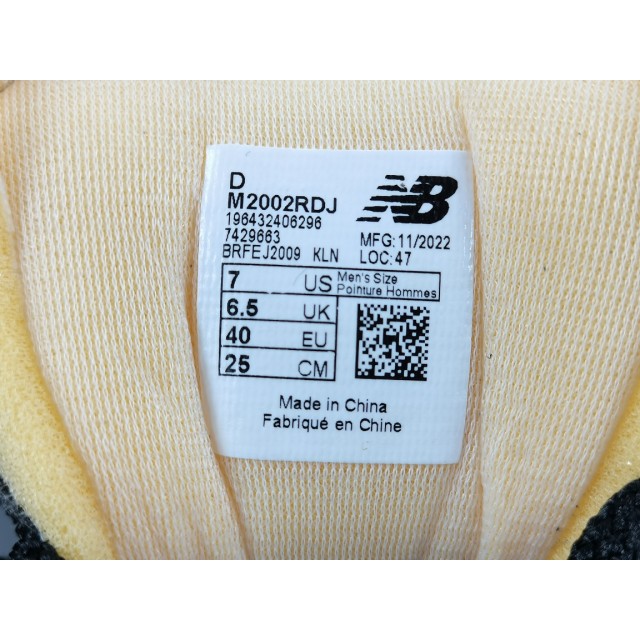 D
M2002RDJ
196432406296
7429663
BRFEJ2009 KLN
NB
MFG:11/2022
LOC:47
7 US Men's Size Pointure Hommes
6.5 UK
40 EU
25 CM
Made in China
Fabriqué en Chine